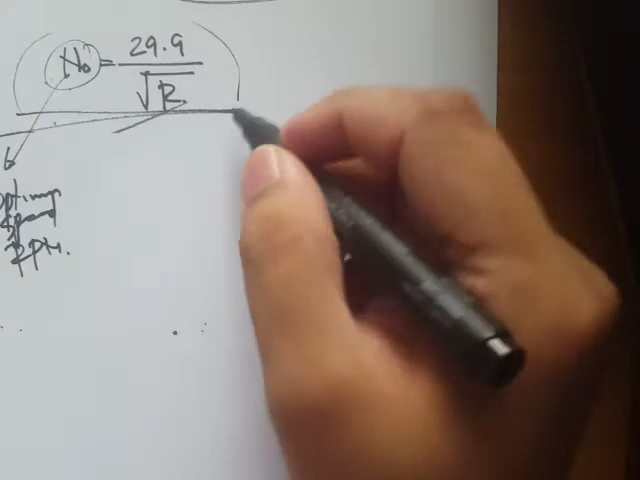 N₀ = 29.9 / √R
optimum
speed
RPM.